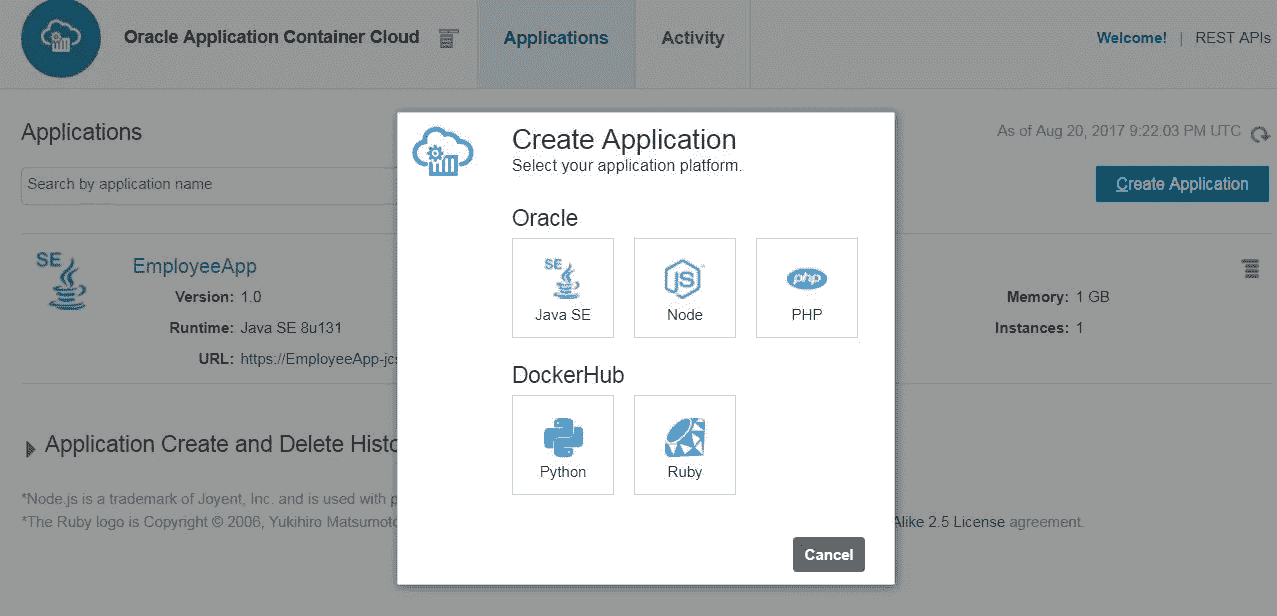 Oracle Application Container Cloud
Applications
Activity
Welcome! | REST APIs
Applications
As of Aug 20, 2017 9:22:03 PM UTC
Search by application name
Create Application
SE
EmployeeApp
Version: 1.0
Runtime: Java SE 8u131
URL: https://EmployeeApp-jcs
Memory: 1 GB
Instances: 1
Create Application
Select your application platform.
Oracle
SE
Java SE
JS
Node
php
PHP
DockerHub
Python
Ruby
Cancel
Application Create and Delete Histo
*Node.js is a trademark of Joyent, Inc. and is used with p
*The Ruby logo is Copyright © 2006, Yukihiro Matsumoto
Alike 2.5 License agreement.